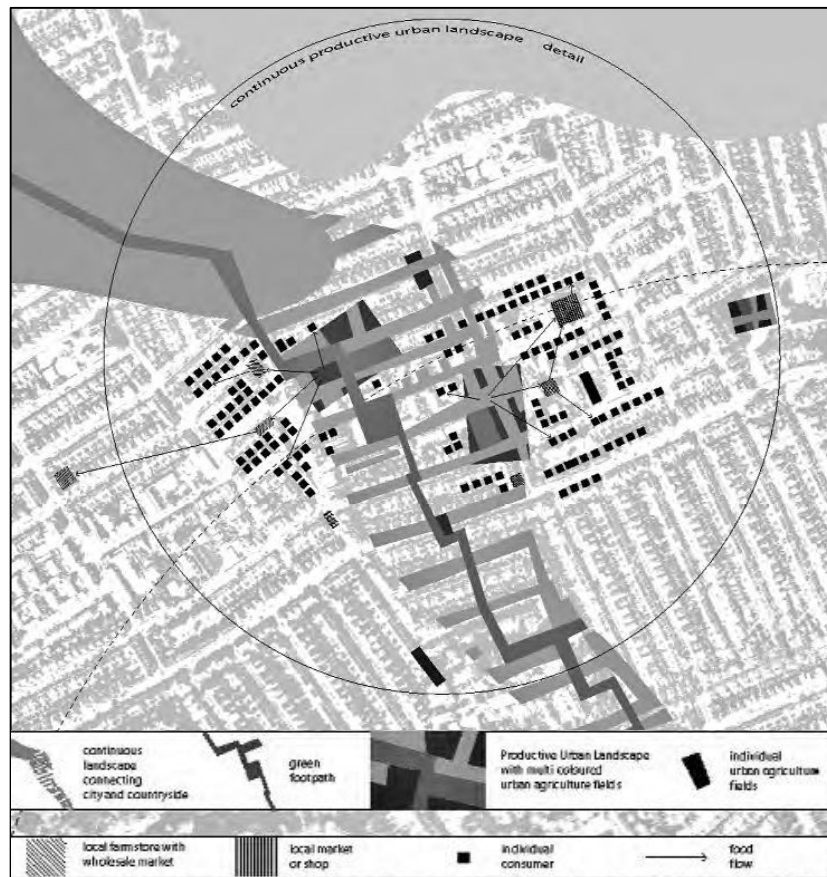 continuous productive urban landscape detail
continuous
landscape
connecting
city and countryside
green
footpath
Productive Urban Landscape
with multi coloured
urban agriculture fields
individual
urban agriculture
fields
local farm store with
wholesale market
local market
or shop
individual
consumer
food
flow